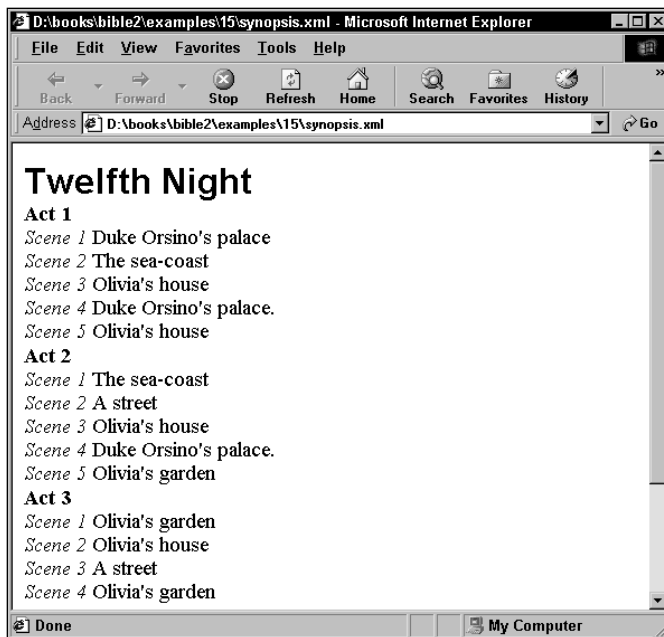 D:\books\bible2\examples\15\synopsis.xml - Microsoft Internet Explorer
File Edit View Favorites Tools Help
Back Forward Stop Refresh Home Search Favorites History »
Address D:\books\bible2\examples\15\synopsis.xml Go
Twelfth Night
Act 1
Scene 1 Duke Orsino's palace
Scene 2 The sea-coast
Scene 3 Olivia's house
Scene 4 Duke Orsino's palace.
Scene 5 Olivia's house
Act 2
Scene 1 The sea-coast
Scene 2 A street
Scene 3 Olivia's house
Scene 4 Duke Orsino's palace.
Scene 5 Olivia's garden
Act 3
Scene 1 Olivia's garden
Scene 2 Olivia's house
Scene 3 A street
Scene 4 Olivia's garden
Done My Computer